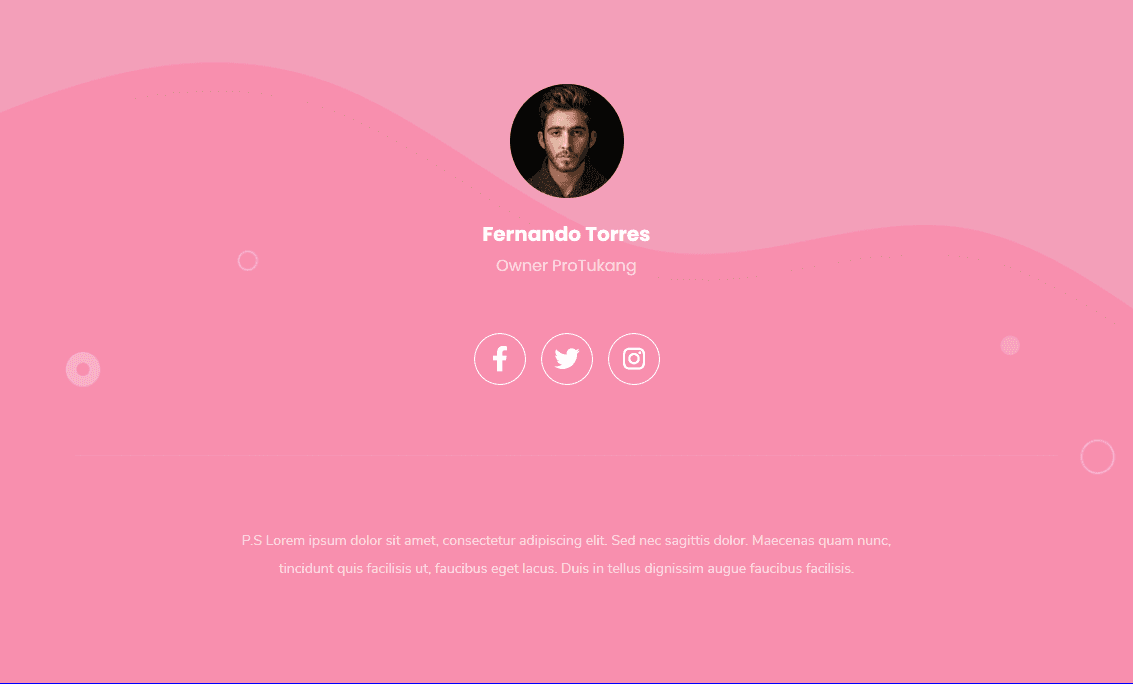 Fernando Torres
Owner ProTukang
P.S Lorem ipsum dolor sit amet, consectetur adipiscing elit. Sed nec sagittis dolor. Maecenas quam nunc,
tincidunt quis facilisis ut, faucibus eget lacus. Duis in tellus dignissim augue faucibus facilisis.